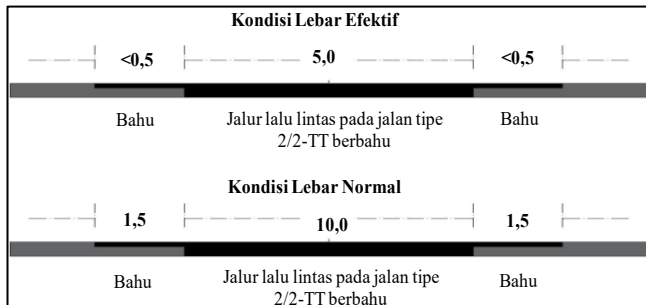 Kondisi Lebar Efektif
<0,5 5,0 <0,5
Bahu Jalur lalu lintas pada jalan tipe Bahu
2/2-TT berbahu
Kondisi Lebar Normal
1,5 10,0 1,5
Bahu Jalur lalu lintas pada jalan tipe Bahu
2/2-TT berbahu